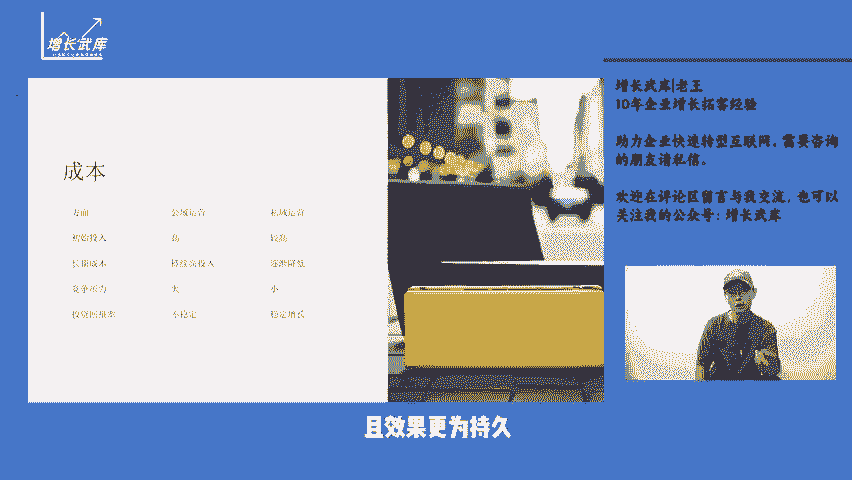 增长武库
成本
方面 公域运营 私域运营
初始投入 高 较低
长期成本 持续高投入 逐渐降低
竞争压力 大 小
投资回报率 不稳定 稳定增长
增长武库|老王
10年企业增长拓客经验
助力企业快速转型互联网，需要咨询
的朋友请私信。
欢迎在评论区留言与我交流，也可以
关注我的公众号：增长武库
且效果更为持久